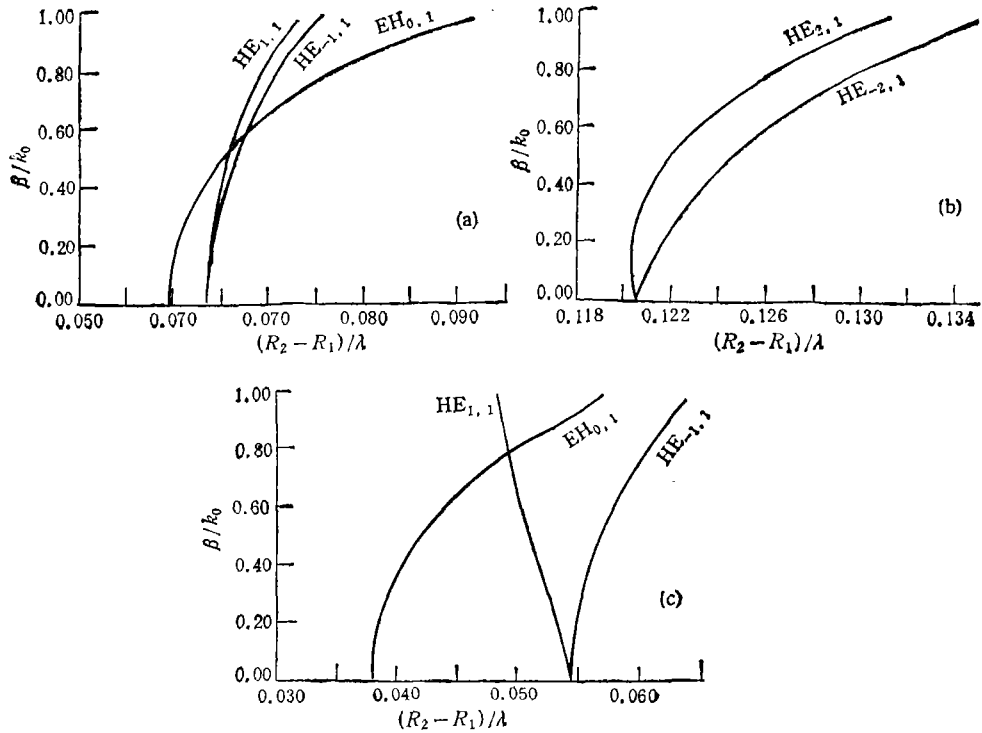 1.00
0.80
0.60
0.40
0.20
0.00
β/k₀
HE₁,₁
HE₋₁,₁
EH₀,₁
(a)
0.050 0.070 0.070 0.080 0.090
(R₂−R₁)/λ
1.00
0.80
0.60
0.40
0.20
0.00
β/k₀
HE₂,₁
HE₋₂,₁
(b)
0.118 0.122 0.126 0.130 0.134
(R₂−R₁)/λ
1.00
0.80
0.60
0.40
0.20
0.00
β/k₀
HE₁,₁
EH₀,₁
HE₋₁,₁
(c)
0.030 0.040 0.050 0.060
(R₂−R₁)/λ